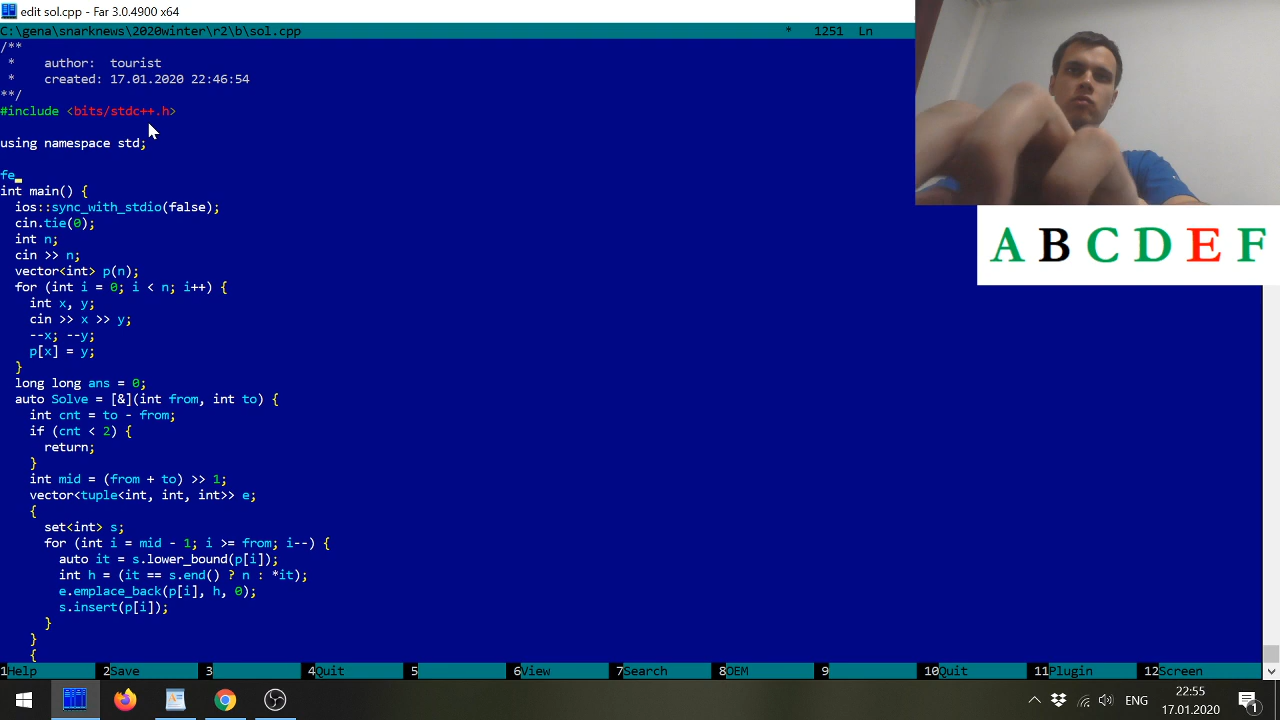 edit sol.cpp - Far 3.0.4900 x64
C:\gena\snarknews\2020winter\r2\b\sol.cpp * 1251 Ln
/**
 *    author:  tourist
 *    created: 17.01.2020 22:46:54
**/
#include <bits/stdc++.h>
using namespace std;
fe
int main() {
  ios::sync_with_stdio(false);
  cin.tie(0);
  int n;
  cin >> n;
  vector<int> p(n);
  for (int i = 0; i < n; i++) {
    int x, y;
    cin >> x >> y;
    --x; --y;
    p[x] = y;
  }
  long long ans = 0;
  auto Solve = [&](int from, int to) {
    int cnt = to - from;
    if (cnt < 2) {
      return;
    }
    int mid = (from + to) >> 1;
    vector<tuple<int, int, int>> e;
    {
      set<int> s;
      for (int i = mid - 1; i >= from; i--) {
        auto it = s.lower_bound(p[i]);
        int h = (it == s.end() ? n : *it);
        e.emplace_back(p[i], h, 0);
        s.insert(p[i]);
      }
    }
    {
A B C D E F
1Help 2Save 3 4Quit 5 6View 7Search 8OEM 9 10Quit 11Plugin 12Screen
ENG 22:55
17.01.2020
1